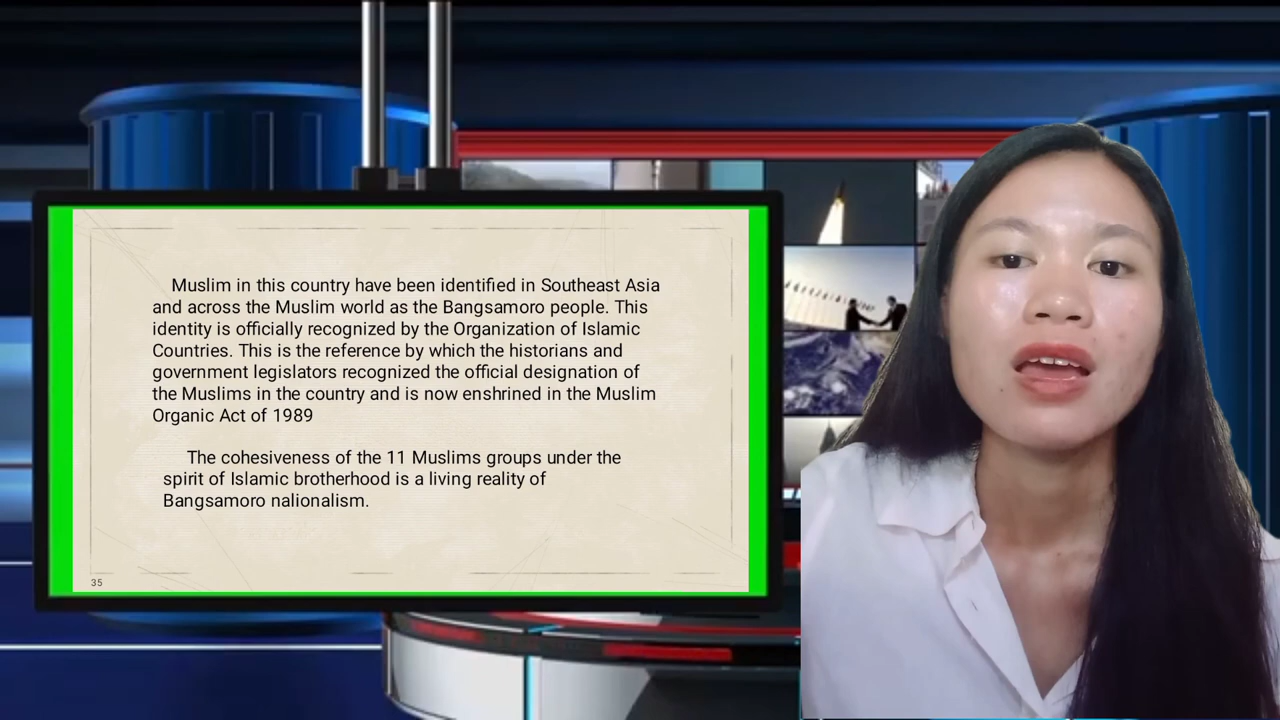 Muslim in this country have been identified in Southeast Asia
and across the Muslim world as the Bangsamoro people. This
identity is officially recognized by the Organization of Islamic
Countries. This is the reference by which the historians and
government legislators recognized the official designation of
the Muslims in the country and is now enshrined in the Muslim
Organic Act of 1989
The cohesiveness of the 11 Muslims groups under the
spirit of Islamic brotherhood is a living reality of
Bangsamoro nalionalism.
35